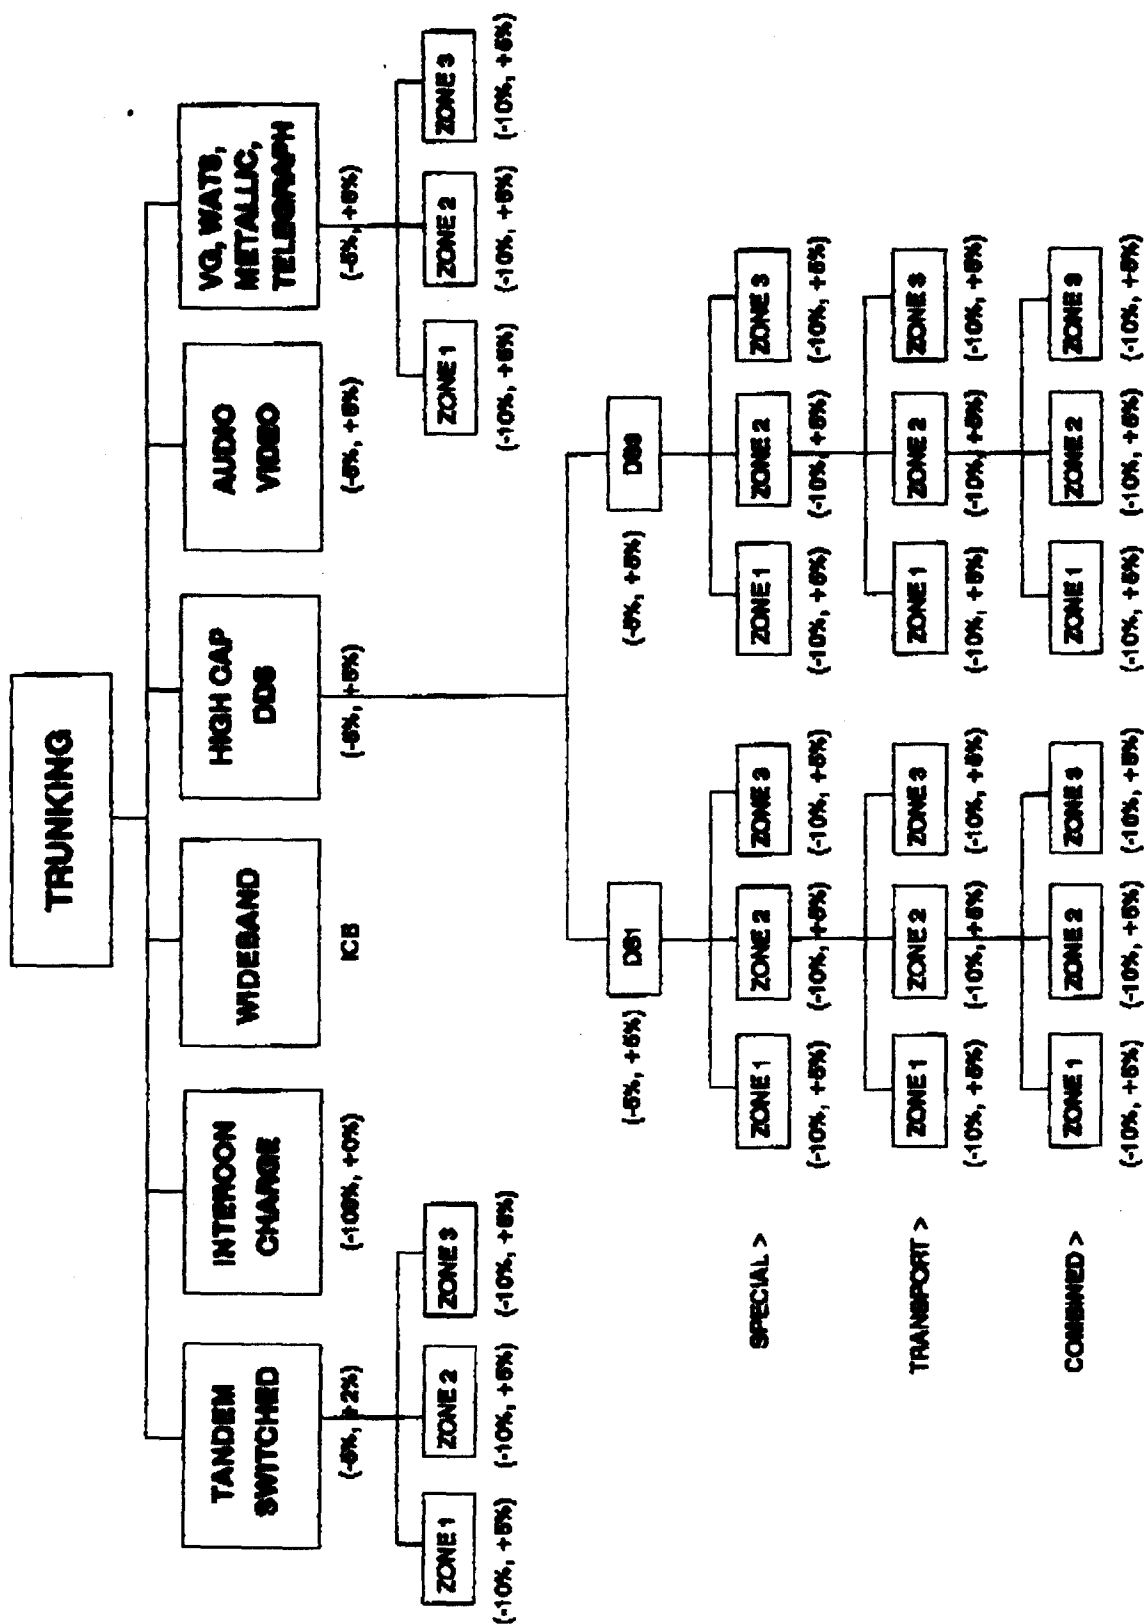 TRUNKING
TANDEM
SWITCHED
INTERCON
CHARGE
WIDEBAND
HIGH CAP
DDS
AUDIO
VIDEO
VG, WATS,
METALLIC,
TELEGRAPH
(-5%, +2%)
(-100%, +0%)
ICB
(-5%, +5%)
(-5%, +5%)
(-5%, +5%)
ZONE 1
ZONE 2
ZONE 3
ZONE 1
ZONE 2
ZONE 3
(-10%, +5%)
(-10%, +5%)
(-10%, +5%)
(-10%, +5%)
(-10%, +5%)
(-10%, +5%)
DS1
DS3
(-5%, +5%)
(-5%, +5%)
SPECIAL >
ZONE 1
ZONE 2
ZONE 3
ZONE 1
ZONE 2
ZONE 3
(-10%, +5%)
(-10%, +5%)
(-10%, +5%)
(-10%, +5%)
(-10%, +5%)
(-10%, +5%)
TRANSPORT >
ZONE 1
ZONE 2
ZONE 3
ZONE 1
ZONE 2
ZONE 3
(-10%, +5%)
(-10%, +5%)
(-10%, +5%)
(-10%, +5%)
(-10%, +5%)
(-10%, +5%)
COMBINED >
ZONE 1
ZONE 2
ZONE 3
ZONE 1
ZONE 2
ZONE 3
(-10%, +5%)
(-10%, +5%)
(-10%, +5%)
(-10%, +5%)
(-10%, +5%)
(-10%, +5%)